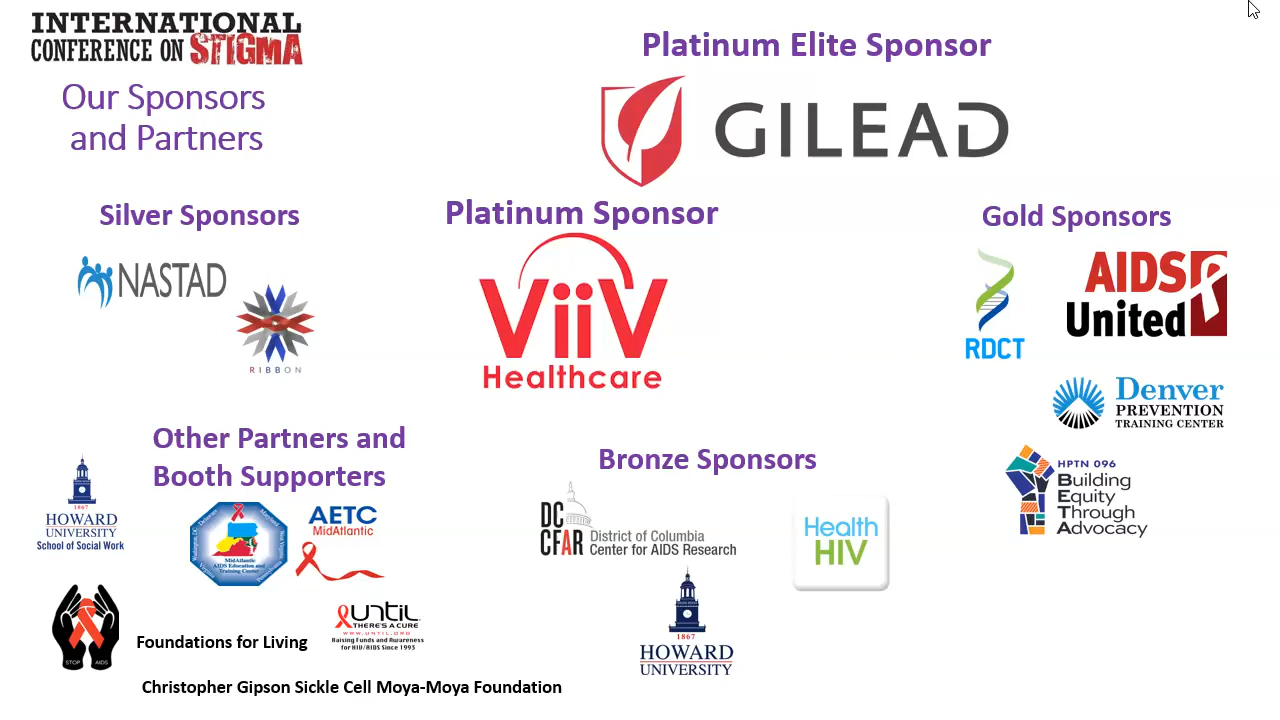 INTERNATIONAL
CONFERENCE ON STIGMA
Our Sponsors
and Partners
Platinum Elite Sponsor
GILEAD
Silver Sponsors
NASTAD
RIBBON
Platinum Sponsor
ViiV
Healthcare
Gold Sponsors
RDCT
AIDS
United
Denver
PREVENTION
TRAINING CENTER
HPTN 096
Building
Equity
Through
Advocacy
Other Partners and
Booth Supporters
1867
HOWARD
UNIVERSITY
School of Social Work
MidAtlantic
AIDS Education and
Training Center
AETC
MidAtlantic
STOP AIDS
Foundations for Living
UNTIL
THERE'S A CURE
WWW.UNTIL.ORG
Raising Funds and Awareness
for HIV/AIDS Since 1993
Christopher Gipson Sickle Cell Moya-Moya Foundation
Bronze Sponsors
DC
CFAR
District of Columbia
Center for AIDS Research
Health
HIV
1867
HOWARD
UNIVERSITY